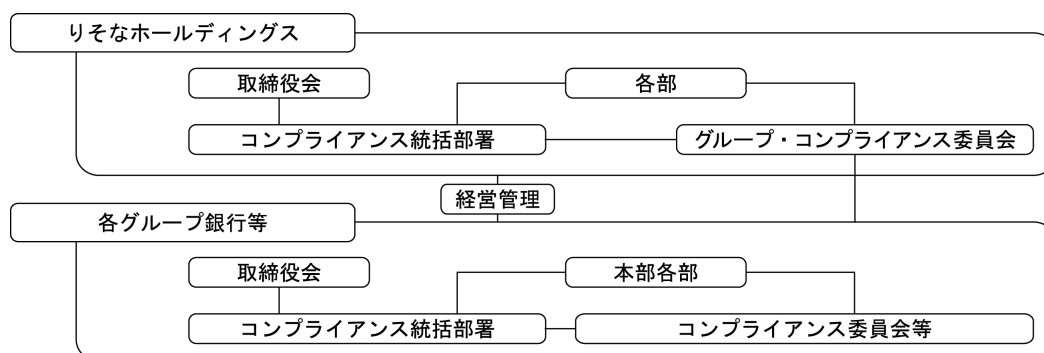 りそなホールディングス
取締役会
各部
コンプライアンス統括部署
グループ・コンプライアンス委員会
経営管理
各グループ銀行等
取締役会
本部各部
コンプライアンス統括部署
コンプライアンス委員会等